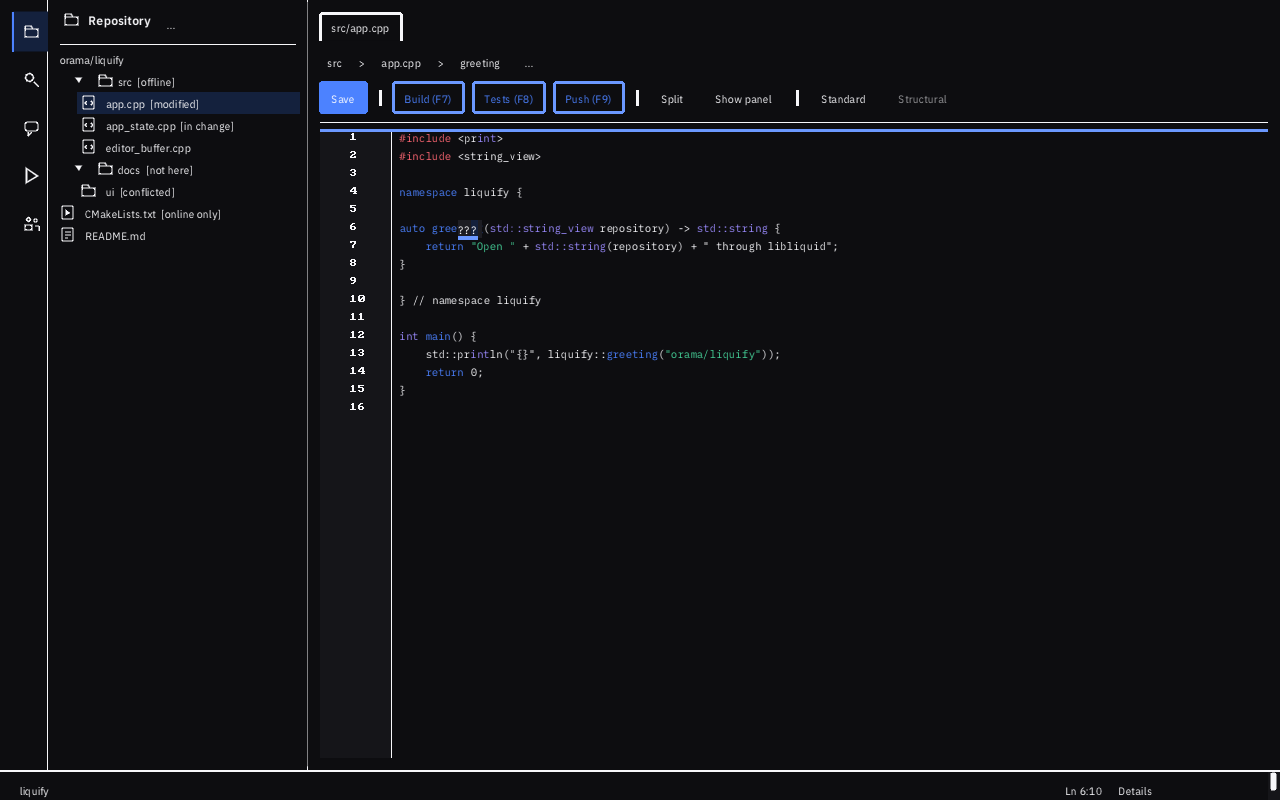 Repository ...
orama/liquify
src [offline]
app.cpp [modified]
app_state.cpp [in change]
editor_buffer.cpp
docs [not here]
ui [conflicted]
CMakeLists.txt [online only]
README.md
src/app.cpp
src > app.cpp > greeting ...
Save Build (F7) Tests (F8) Push (F9) Split Show panel Standard Structural
1 #include <print>
2 #include <string_view>
3
4 namespace liquify {
5
6 auto gree??? (std::string_view repository) -> std::string {
7 return "Open " + std::string(repository) + " through libliquid";
8 }
9
10 } // namespace liquify
11
12 int main() {
13 std::println("{}", liquify::greeting("orama/liquify"));
14 return 0;
15 }
16
liquify Ln 6:10 Details